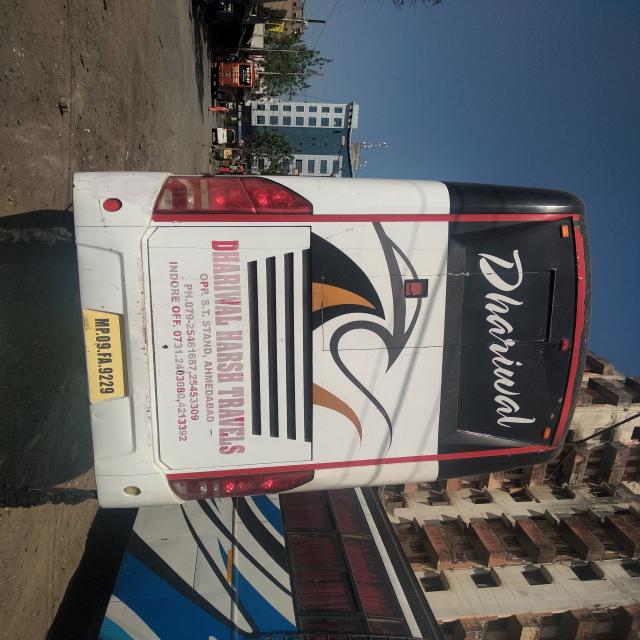 Dhariwal
DHARIWAL HARSH TRAVELS
OPP. S.T. STAND, AHMEDABAD
PH.079-25461687,25453309
INDORE OFF. 0731.2403080,4213392
MP.09.FA.9229